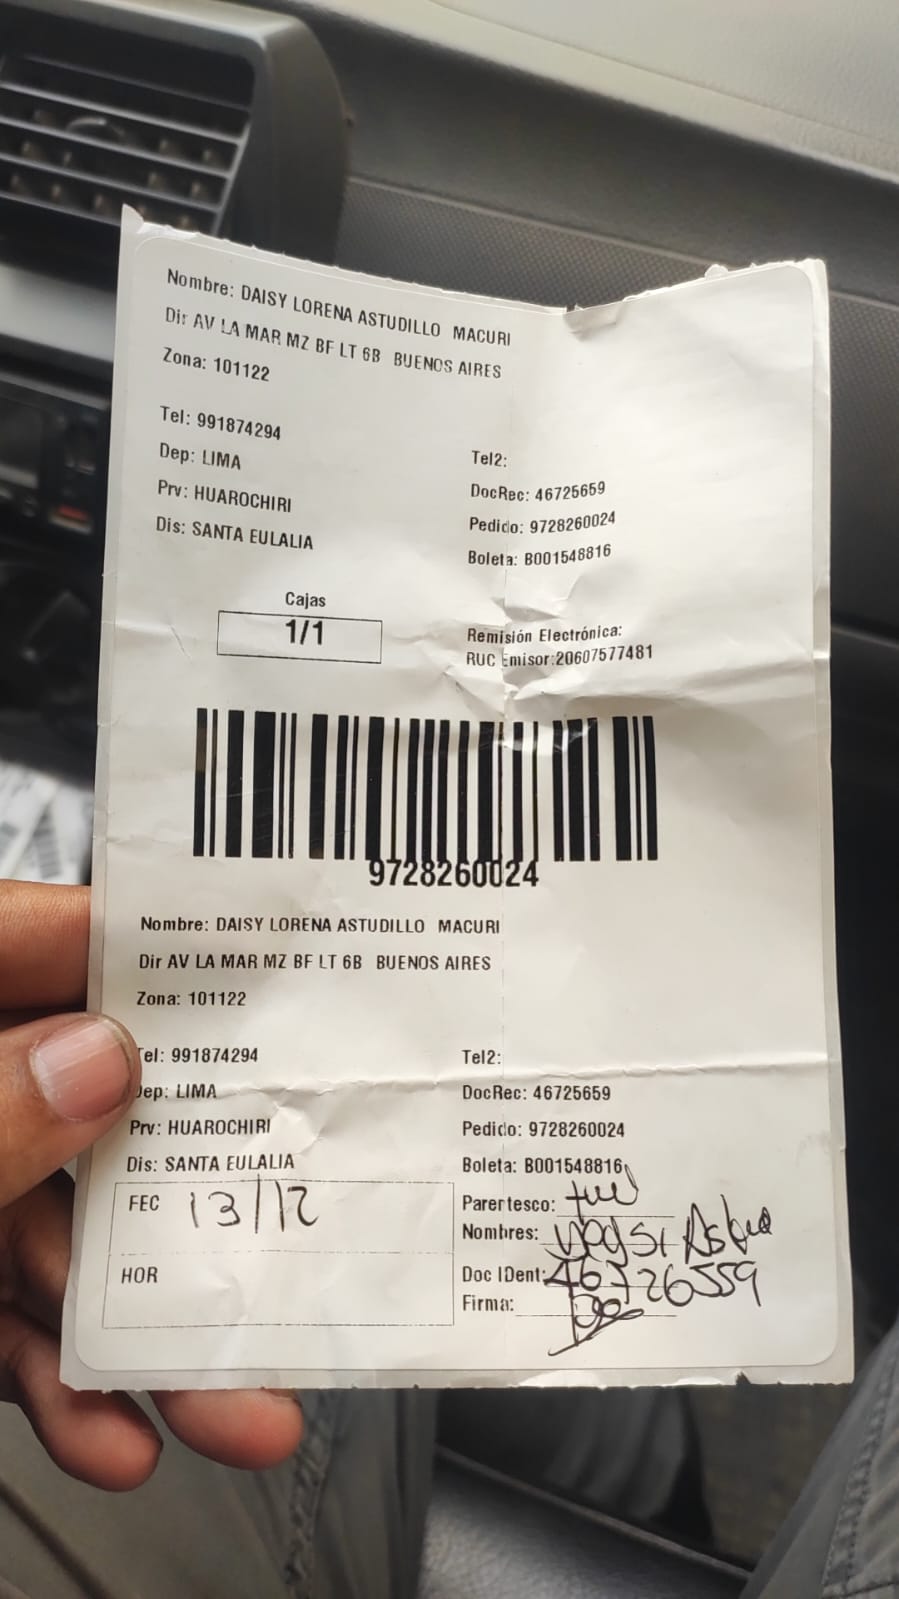 Nombre: DAISY LORENA ASTUDILLO MACURI
Dir AV LA MAR MZ BF LT 6B BUENOS AIRES
Zona: 101122
Tel: 991874294
Dep: LIMA
Tel2:
Prv: HUAROCHIRI
DocRec: 46725659
Dis: SANTA EULALIA
Pedido: 9728260024
Boleta: B001548816
Cajas
1/1
Remisión Electrónica:
RUC Emisor:20607577481
9728260024
Nombre: DAISY LORENA ASTUDILLO MACURI
Dir AV LA MAR MZ BF LT 6B BUENOS AIRES
Zona: 101122
Tel: 991874294
Tel2:
Dep: LIMA
DocRec: 46725659
Prv: HUAROCHIRI
Pedido: 9728260024
Dis: SANTA EULALIA
Boleta: B001548816
FEC 13/12
Parertesco:
Nombres:
HOR
Doc IDent:
Firma: